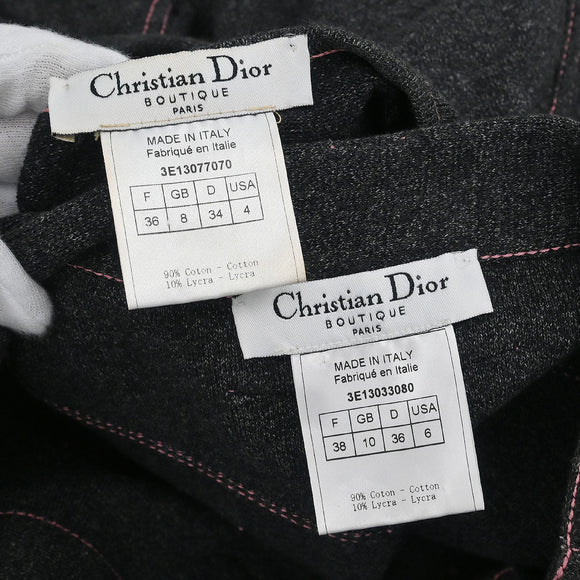 Christian Dior
BOUTIQUE
PARIS
MADE IN ITALY
Fabriqué en Italie
3E13077070
F GB D USA
36 8 34 4
90% Coton - Cotton
10% Lycra - Lycra
Christian Dior
BOUTIQUE
PARIS
MADE IN ITALY
Fabriqué en Italie
3E13033080
F GB D USA
38 10 36 6
90% Coton - Cotton
10% Lycra - Lycra